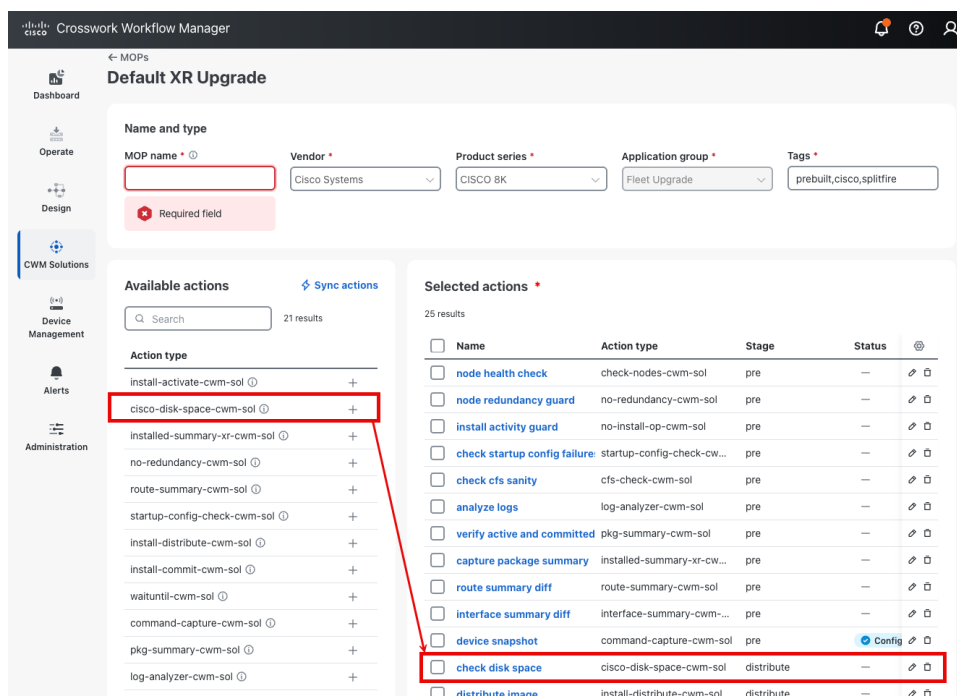 cisco Crosswork Workflow Manager
← MOPs
Default XR Upgrade
Dashboard
Operate
Design
CWM Solutions
Device
Management
Alerts
Administration
Name and type
MOP name *
Vendor *
Product series *
Application group *
Tags *
Cisco Systems
CISCO 8K
Fleet Upgrade
prebuilt,cisco,splitfire
Required field
Available actions
Sync actions
Search
21 results
Action type
install-activate-cwm-sol
cisco-disk-space-cwm-sol
installed-summary-xr-cwm-sol
no-redundancy-cwm-sol
route-summary-cwm-sol
startup-config-check-cwm-sol
install-distribute-cwm-sol
install-commit-cwm-sol
waituntil-cwm-sol
command-capture-cwm-sol
pkg-summary-cwm-sol
log-analyzer-cwm-sol
Selected actions *
25 results
Name Action type Stage Status
node health check check-nodes-cwm-sol pre —
node redundancy guard no-redundancy-cwm-sol pre —
install activity guard no-install-op-cwm-sol pre —
check startup config failure startup-config-check-cw... pre —
check cfs sanity cfs-check-cwm-sol pre —
analyze logs log-analyzer-cwm-sol pre —
verify active and committed pkg-summary-cwm-sol pre —
capture package summary installed-summary-xr-cw... pre —
route summary diff route-summary-cwm-sol pre —
interface summary diff interface-summary-cwm-... pre —
device snapshot command-capture-cwm-sol pre Config
check disk space cisco-disk-space-cwm-sol distribute —
distribute image install-distribute-cwm-sol distribute —